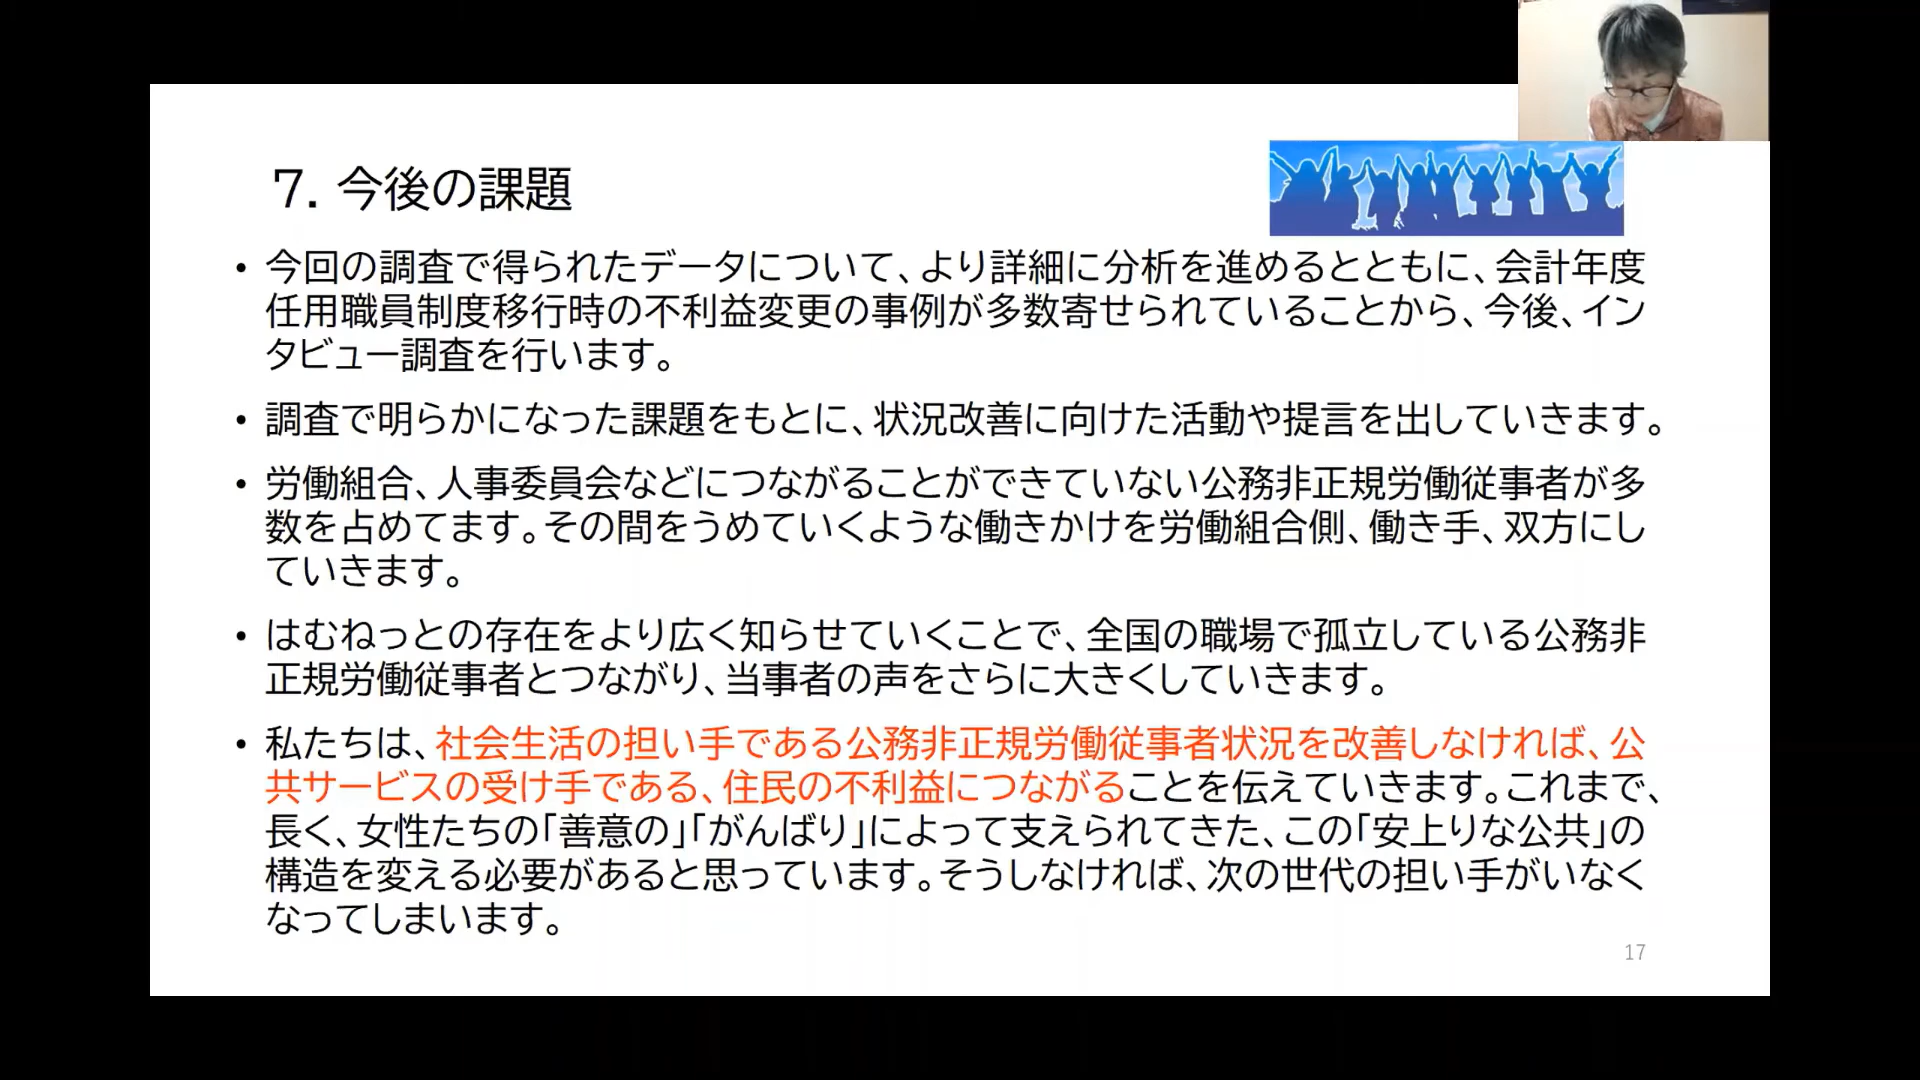 7. 今後の課題
• 今回の調査で得られたデータについて、より詳細に分析を進めるとともに、会計年度
任用職員制度移行時の不利益変更の事例が多数寄せられていることから、今後、イン
タビュー調査を行います。
• 調査で明らかになった課題をもとに、状況改善に向けた活動や提言を出していきます。
• 労働組合、人事委員会などにつながることができていない公務非正規労働従事者が多
数を占めてます。その間をうめていくような働きかけを労働組合側、働き手、双方にし
ていきます。
• はむねっとの存在をより広く知らせていくことで、全国の職場で孤立している公務非
正規労働従事者とつながり、当事者の声をさらに大きくしていきます。
• 私たちは、社会生活の担い手である公務非正規労働従事者状況を改善しなければ、公
共サービスの受け手である、住民の不利益につながることを伝えていきます。これまで、
長く、女性たちの「善意の」「がんばり」によって支えられてきた、この「安上りな公共」の
構造を変える必要があると思っています。そうしなければ、次の世代の担い手がいなく
なってしまいます。
17